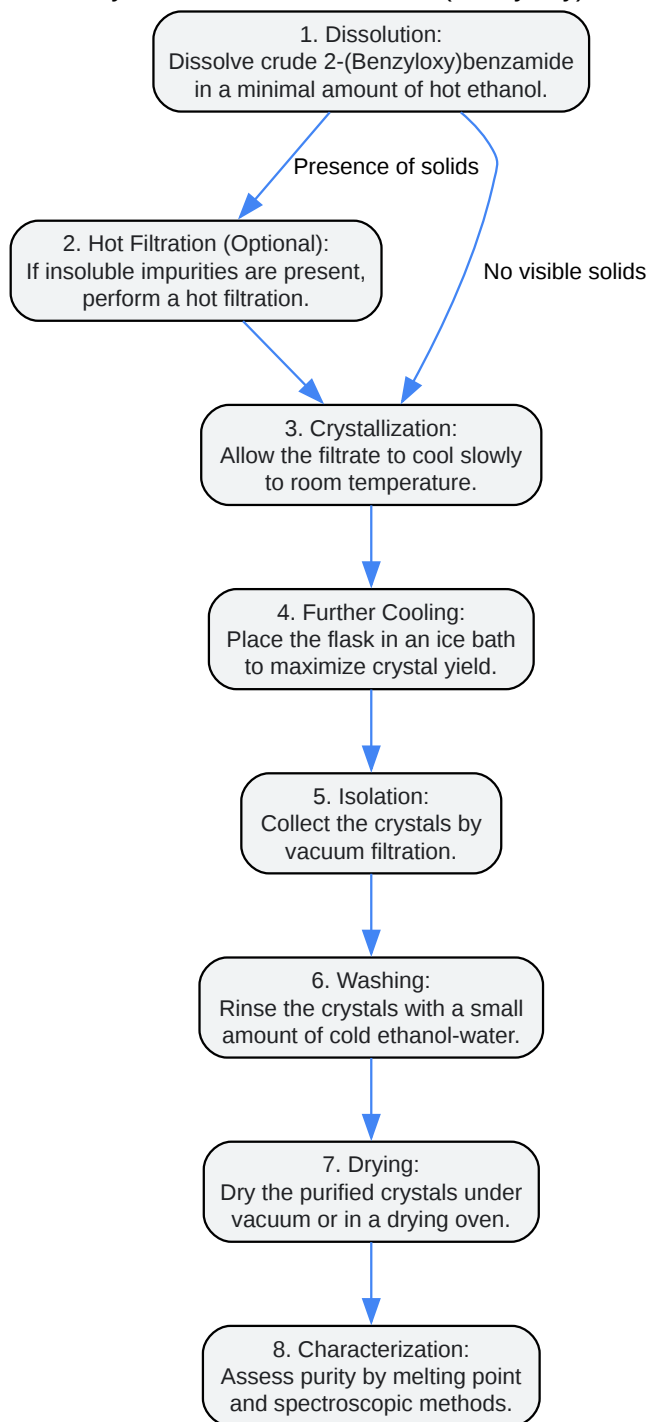 1. Dissolution:
Dissolve crude 2-(Benzyloxy)benzamide
in a minimal amount of hot ethanol.
Presence of solids
2. Hot Filtration (Optional):
If insoluble impurities are present,
perform a hot filtration.
No visible solids
3. Crystallization:
Allow the filtrate to cool slowly
to room temperature.
4. Further Cooling:
Place the flask in an ice bath
to maximize crystal yield.
5. Isolation:
Collect the crystals by
vacuum filtration.
6. Washing:
Rinse the crystals with a small
amount of cold ethanol-water.
7. Drying:
Dry the purified crystals under
vacuum or in a drying oven.
8. Characterization:
Assess purity by melting point
and spectroscopic methods.